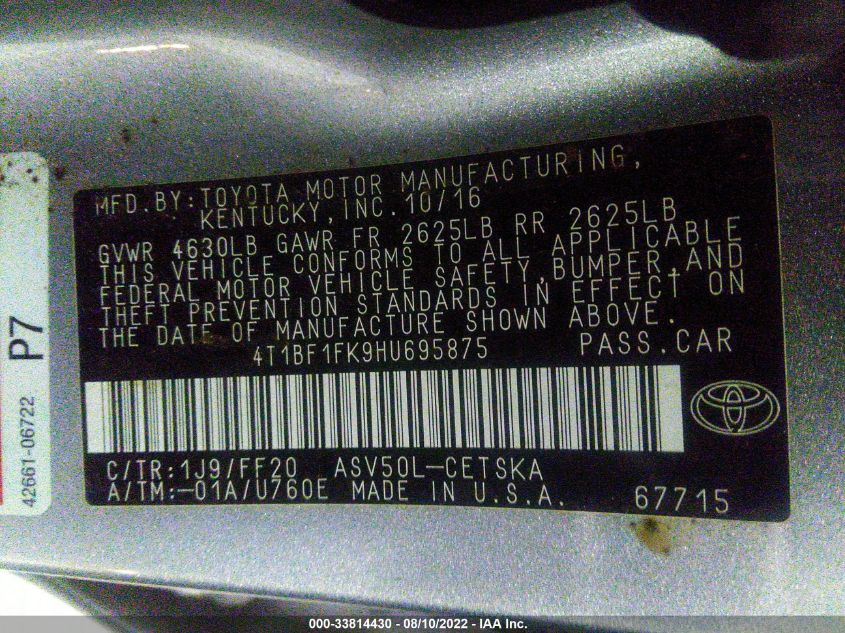 MFD.BY:TOYOTA MOTOR MANUFACTURING,
KENTUCKY,INC.10/16
GVWR 4630LB GAWR FR 2625LB RR 2625LB
THIS VEHICLE CONFORMS TO ALL APPLICABLE
FEDERAL MOTOR VEHICLE SAFETY,BUMPER,AND
THEFT PREVENTION STANDARDS IN EFFECT ON
THE DATE OF MANUFACTURE SHOWN ABOVE.
4T1BF1FK9HU695875 PASS.CAR
C/TR:1J9/FF20 ASV50L-CETSKA
A/TM:-01A/U760E MADE IN U.S.A. 67715
P7
42661-06722
000-33814430 - 08/10/2022 - IAA Inc.